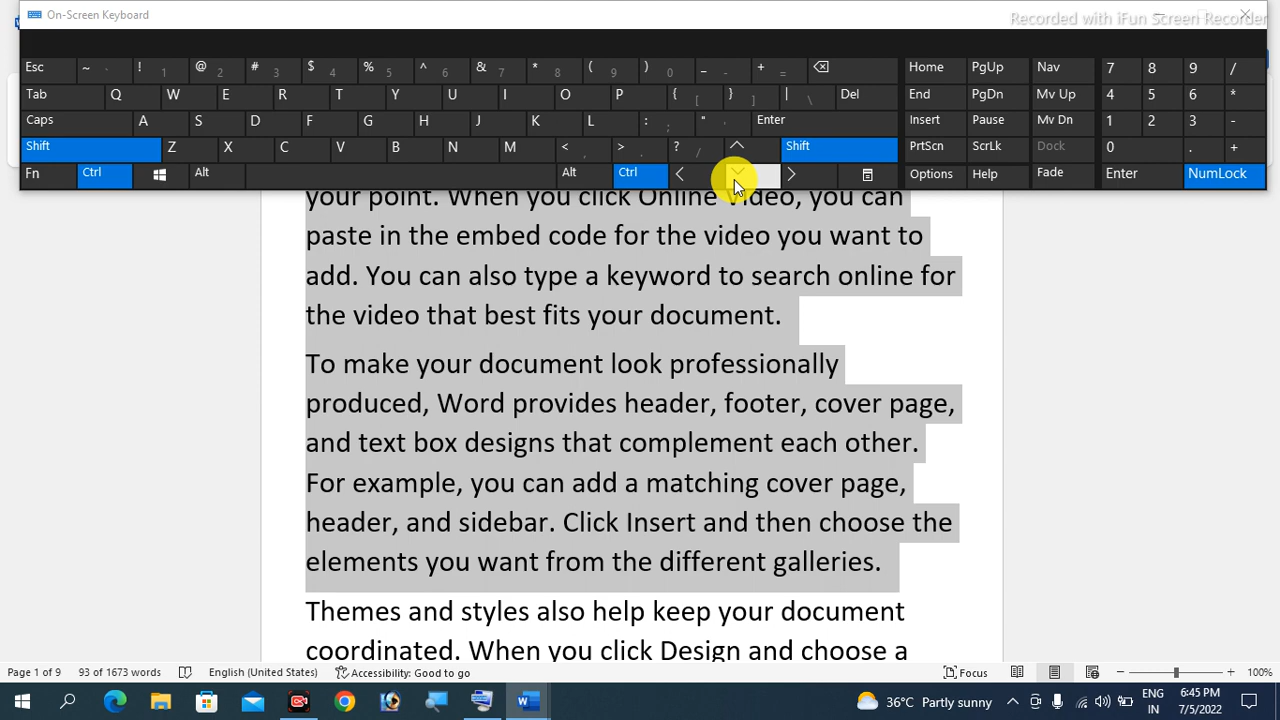 On-Screen Keyboard
Recorded with iFun Screen Recorder
Esc ~ ` ! 1 @ 2 # 3 $ 4 % 5 ^ 6 & 7 * 8 ( 9 ) 0 _ - + = Home PgUp Nav 7 8 9 /
Tab Q W E R T Y U I O P { [ } ] | \ Del End PgDn Mv Up 4 5 6 *
Caps A S D F G H J K L : ; " ' Enter Insert Pause Mv Dn 1 2 3 -
Shift Z X C V B N M < , > . ? / Shift PrtScn ScrLk Dock 0 . +
Fn Ctrl Alt Alt Ctrl Options Help Fade Enter NumLock
your point. When you click Online Video, you can
paste in the embed code for the video you want to
add. You can also type a keyword to search online for
the video that best fits your document.
To make your document look professionally
produced, Word provides header, footer, cover page,
and text box designs that complement each other.
For example, you can add a matching cover page,
header, and sidebar. Click Insert and then choose the
elements you want from the different galleries.
Themes and styles also help keep your document
coordinated. When you click Design and choose a
Page 1 of 9 93 of 1673 words English (United States) Accessibility: Good to go Focus 100%
36°C Partly sunny ENG IN 6:45 PM 7/5/2022